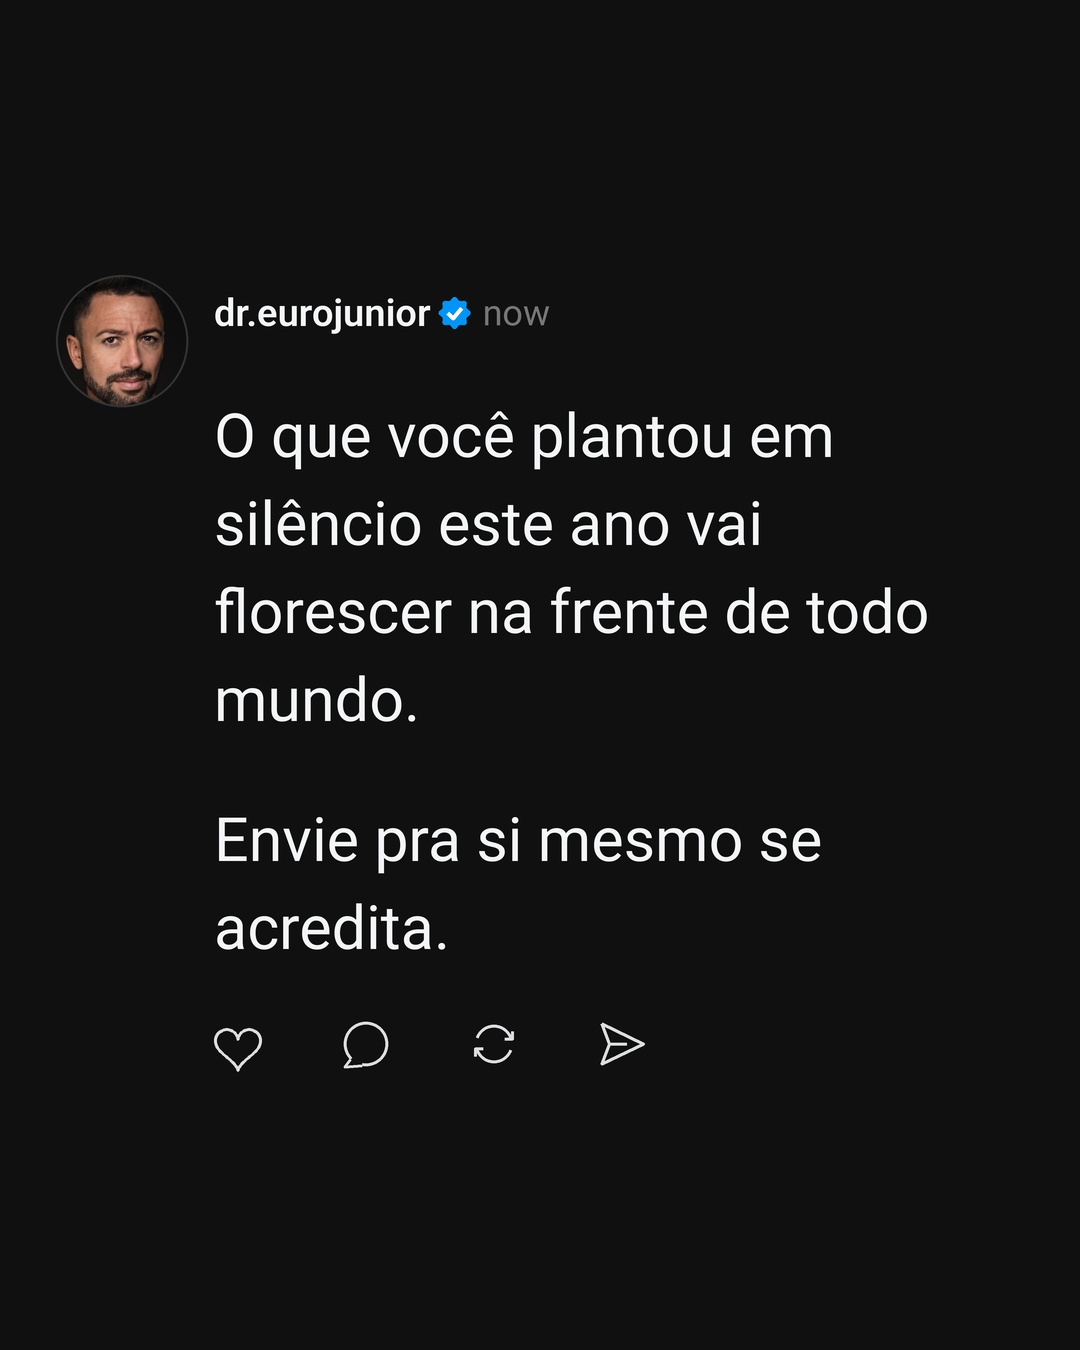 dr.eurojunior now
O que você plantou em
silêncio este ano vai
florescer na frente de todo
mundo.
Envie pra si mesmo se
acredita.